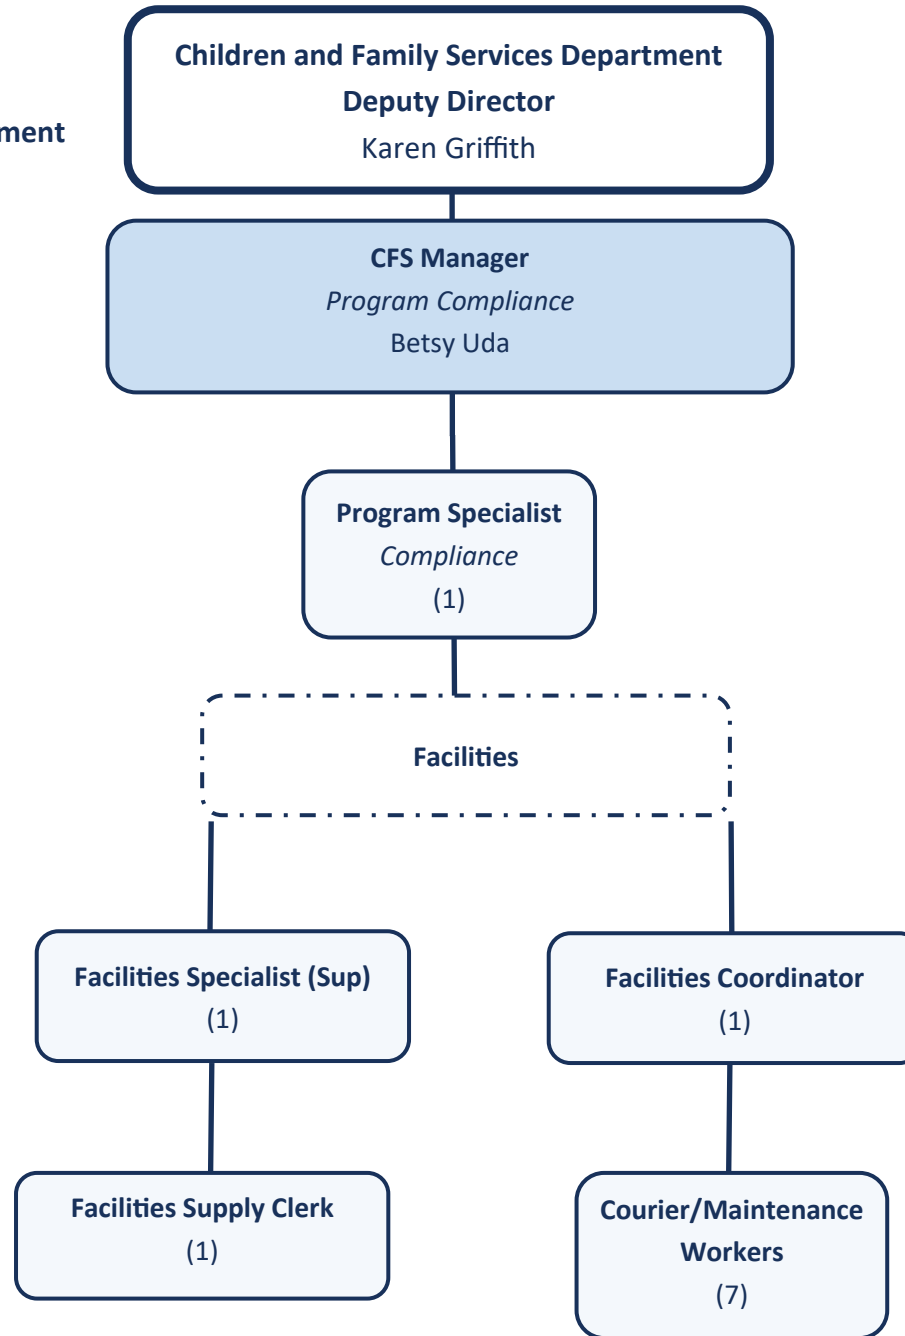 Children and Family Services Department
Deputy Director
Karen Griffith
CFS Manager
Program Compliance
Betsy Uda
Program Specialist
Compliance
(1)
Facilities
Facilities Specialist (Sup)
(1)
Facilities Coordinator
(1)
Facilities Supply Clerk
(1)
Courier/Maintenance
Workers
(7)